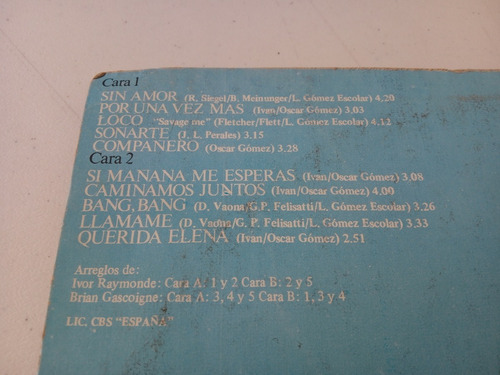 Cara 1
SIN AMOR (R. Siegel/B. Meinunger/L. Gómez Escolar) 4,20
POR UNA VEZ MAS (Ivan/Oscar Gómez) 3,03
LOCO "Savage me" (Fletcher/Flett/L. Gómez Escolar) 4,12
SOÑARTE (J. L. Perales) 3.15
COMPAÑERO (Oscar Gómez) 3.28
Cara 2
SI MAÑANA ME ESPERAS (Ivan/Oscar Gómez) 3,08
CAMINAMOS JUNTOS (Ivan/Oscar Gómez) 4,00
BANG, BANG (D. Vaona/G.P. Felisatti/L. Gómez Escolar) 3,26
LLAMAME (D. Vaona/G. P. Felisatti/L. Gómez Escolar) 3,33
QUERIDA ELENA (Ivan/Oscar Gómez) 2.51
Arreglos de:
Ivor Raymonde: Cara A: 1 y 2 Cara B: 2 y 5
Brian Gascoigne: Cara A: 3, 4 y 5 Cara B: 1, 3 y 4
LIC. CBS "ESPAÑA"